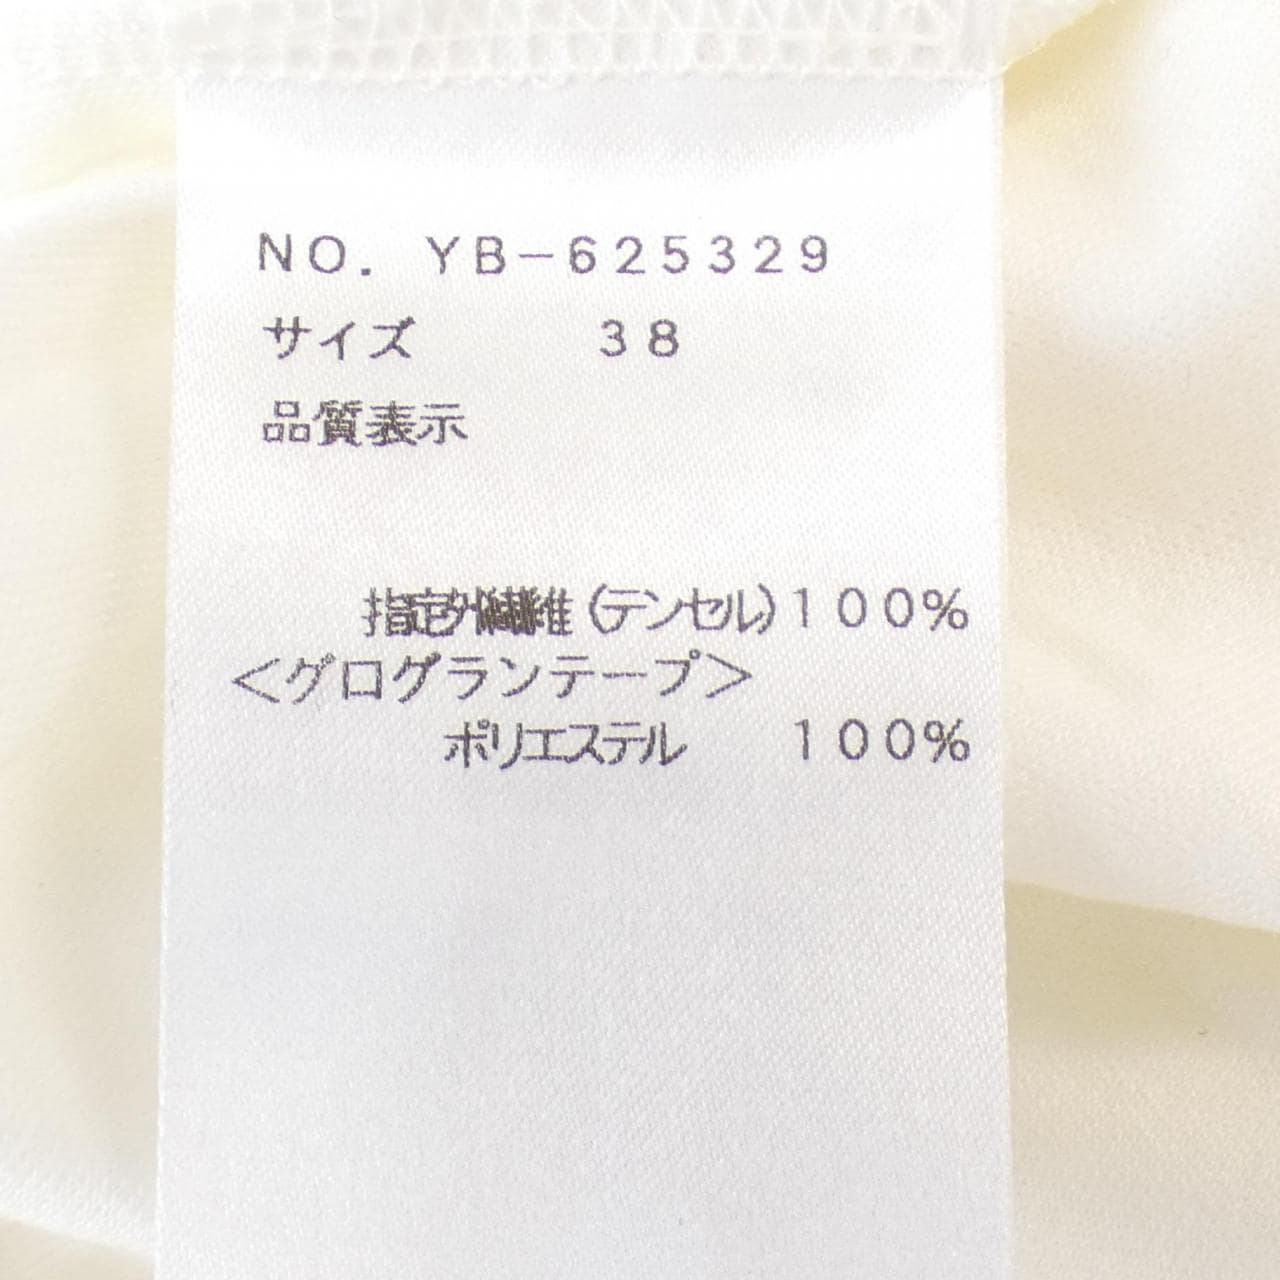 NO. YB-625329
サイズ 38
品質表示
指定外繊維(テンセル)100%
<グログランテープ>
ポリエステル 100%